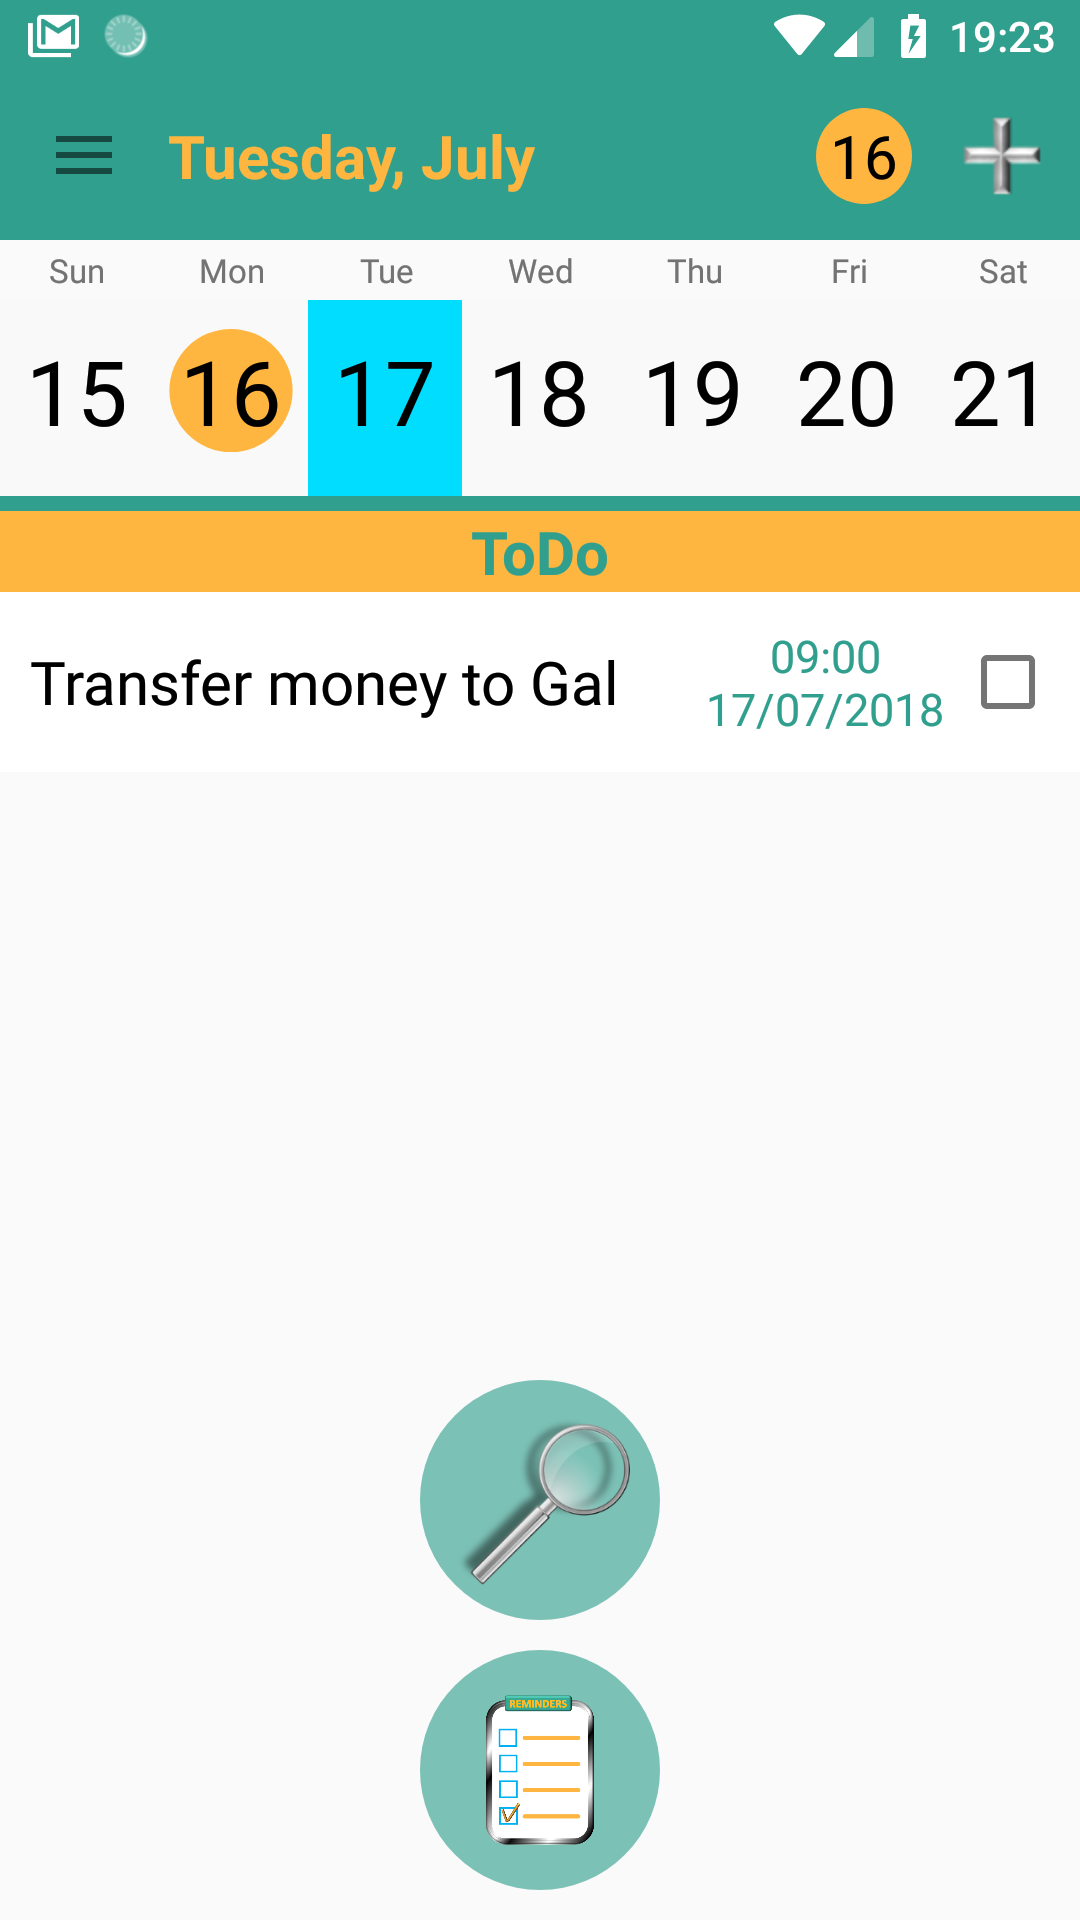 19:23
Tuesday, July 16
Sun Mon Tue Wed Thu Fri Sat
15 16 17 18 19 20 21
ToDo
Transfer money to Gal
09:00
17/07/2018
REMINDERS